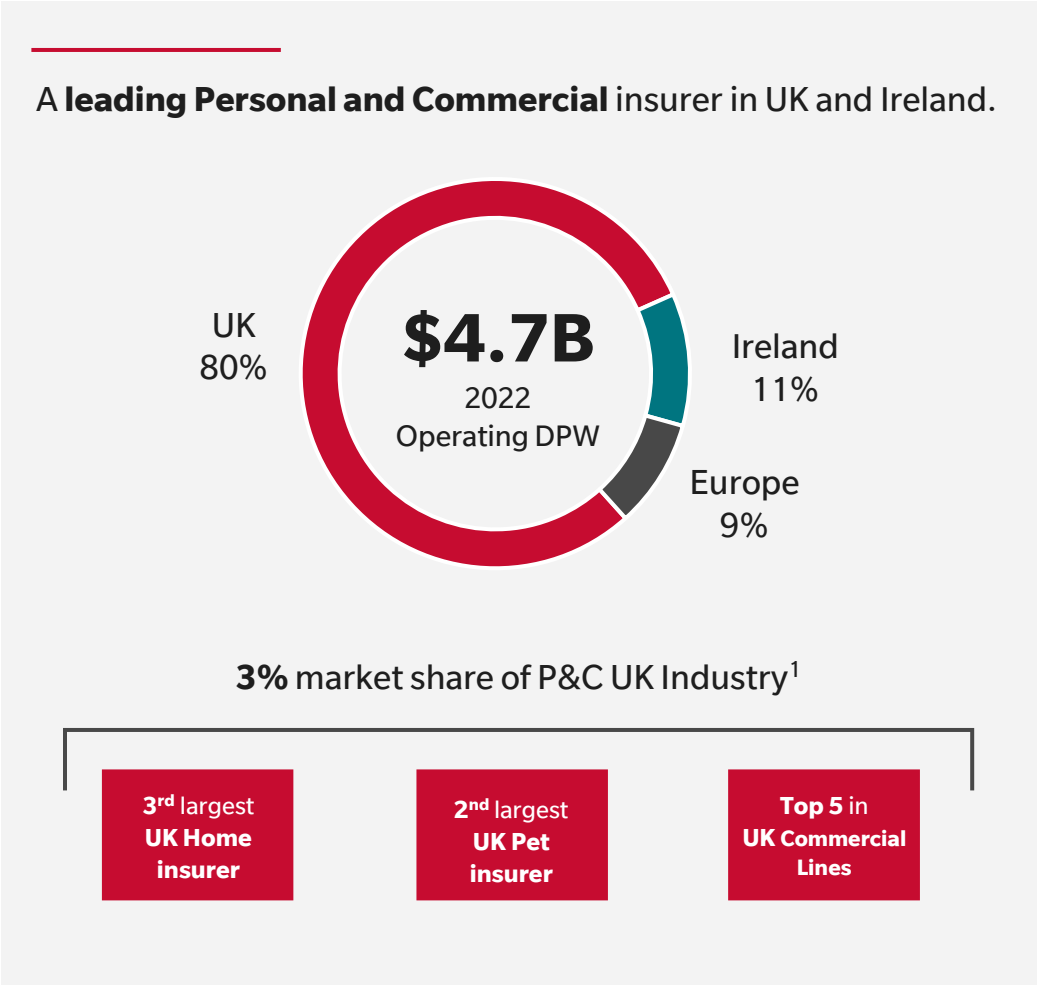 A leading Personal and Commercial insurer in UK and Ireland.
UK
80%
$4.7B
2022
Operating DPW
Ireland
11%
Europe
9%
3% market share of P&C UK Industry¹
3rd largest
UK Home
insurer
2nd largest
UK Pet
insurer
Top 5 in
UK Commercial
Lines